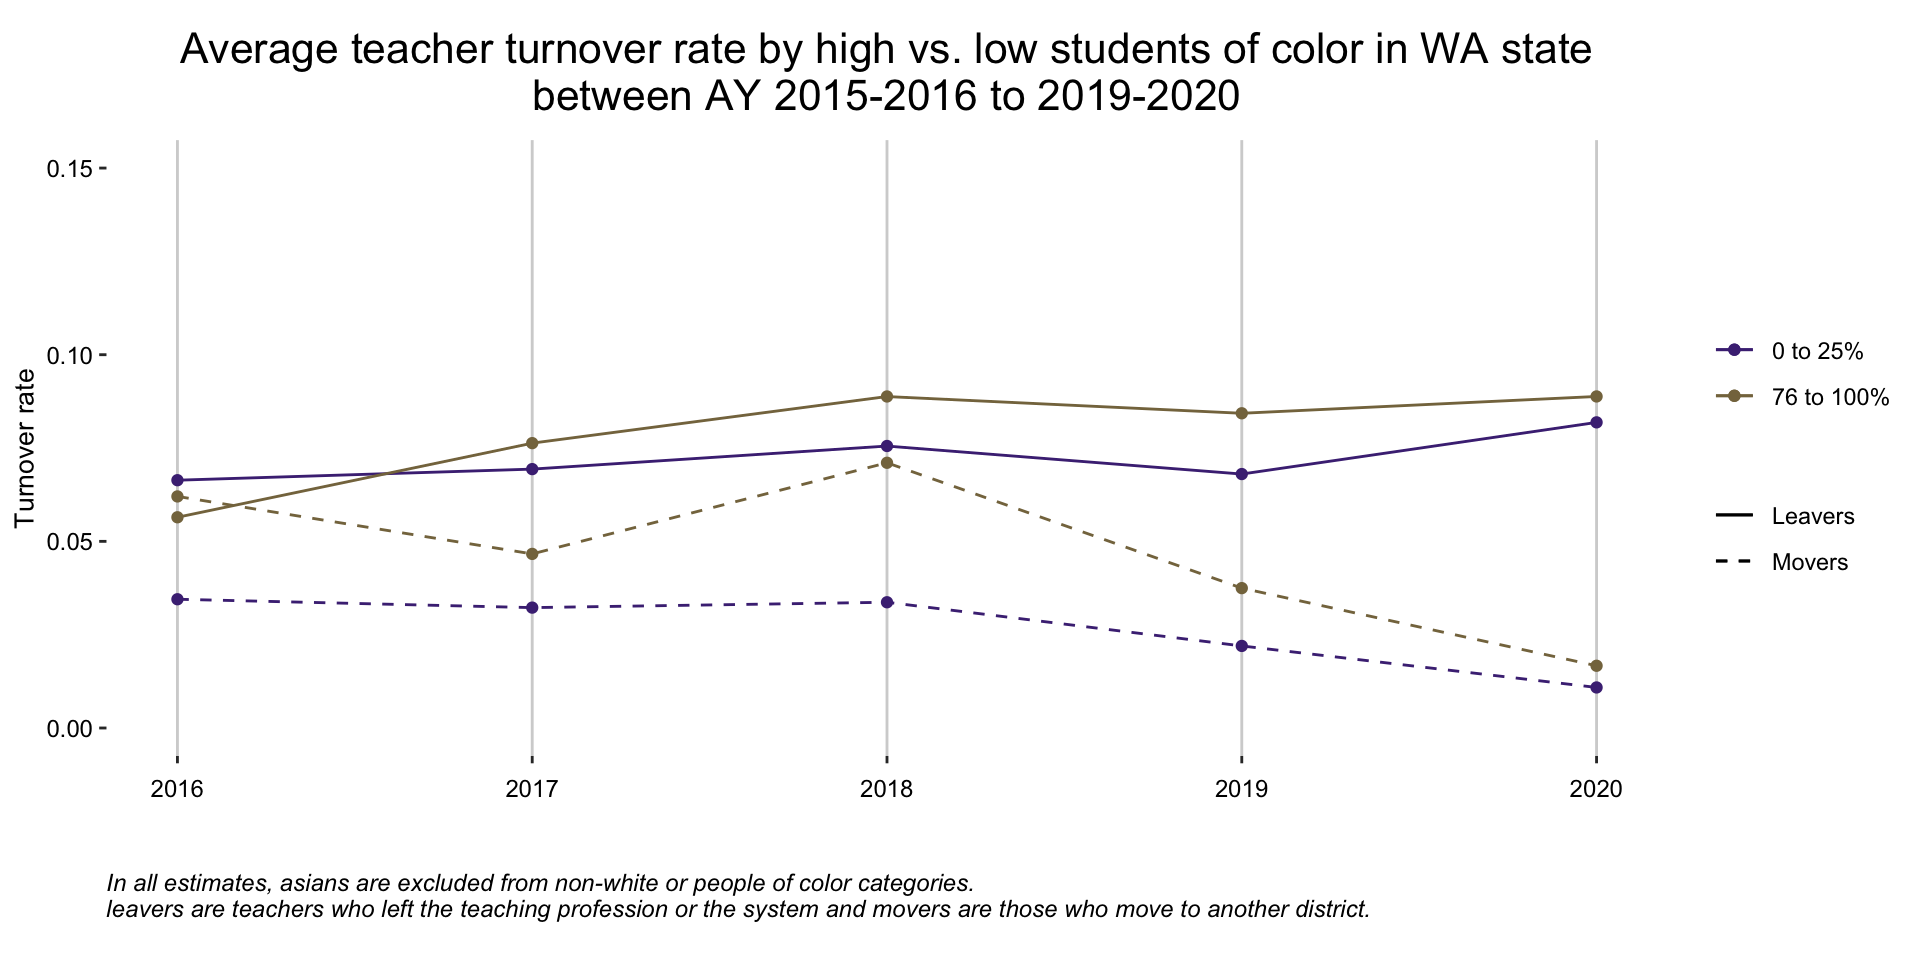 Average teacher turnover rate by high vs. low students of color in WA state
between AY 2015-2016 to 2019-2020
0.15
0.10
0.05
0.00
Turnover rate
2016
2017
2018
2019
2020
0 to 25%
76 to 100%
Leavers
Movers
In all estimates, asians are excluded from non-white or people of color categories.
leavers are teachers who left the teaching profession or the system and movers are those who move to another district.